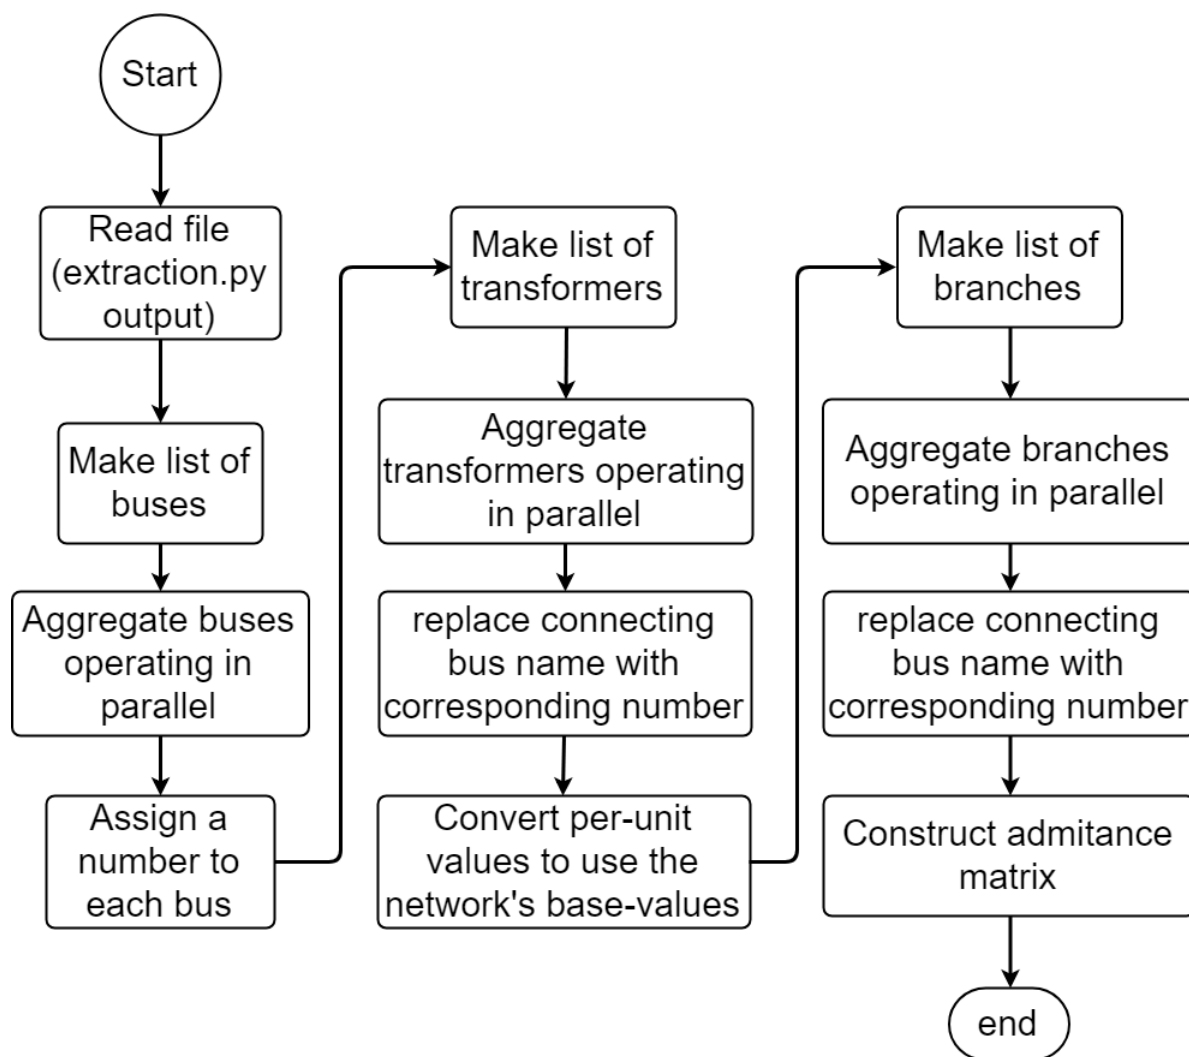 Start
Read file
(extraction.py
output)
Make list of
buses
Aggregate buses
operating in
parallel
Assign a
number to
each bus
Make list of
transformers
Aggregate
transformers operating
in parallel
replace connecting
bus name with
corresponding number
Convert per-unit
values to use the
network's base-values
Make list of
branches
Aggregate branches
operating in parallel
replace connecting
bus name with
corresponding number
Construct admitance
matrix
end